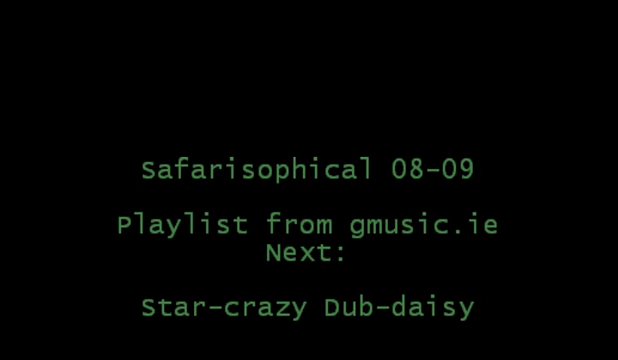 Safarisophical 08-09
Playlist from gmusic.ie
Next:
Star-crazy Dub-daisy